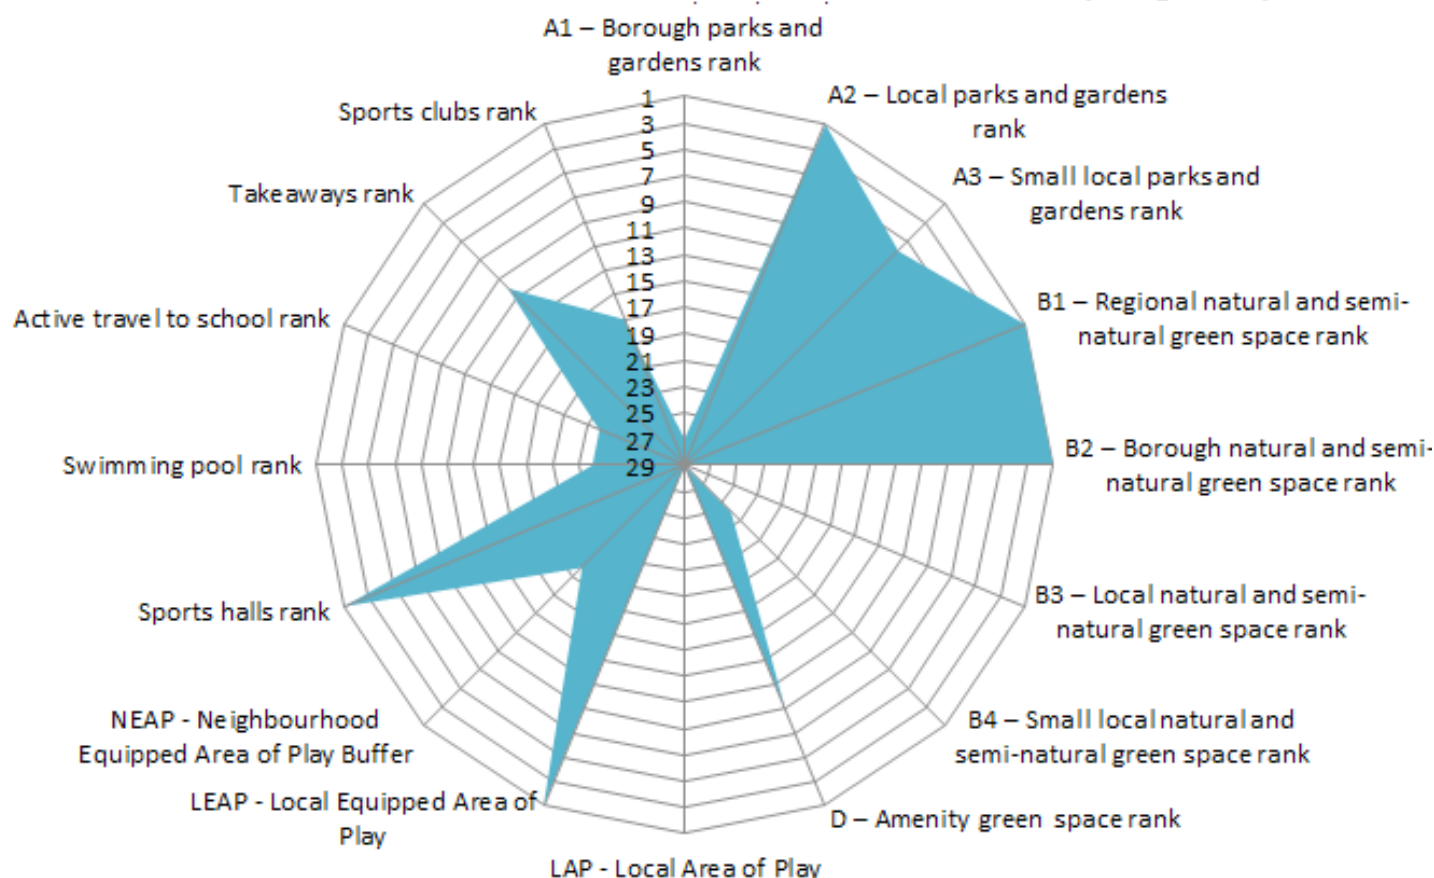 A1 – Borough parks and
gardens rank
A2 – Local parks and gardens
rank
A3 – Small local parks and
gardens rank
B1 – Regional natural and semi-
natural green space rank
B2 – Borough natural and semi-
natural green space rank
B3 – Local natural and semi-
natural green space rank
B4 – Small local natural and
semi-natural green space rank
D – Amenity green space rank
LAP - Local Area of Play
LEAP - Local Equipped Area of
Play
NEAP - Neighbourhood
Equipped Area of Play Buffer
Sports halls rank
Swimming pool rank
Active travel to school rank
Takeaways rank
Sports clubs rank
1
3
5
7
9
11
13
15
17
19
21
23
25
27
29